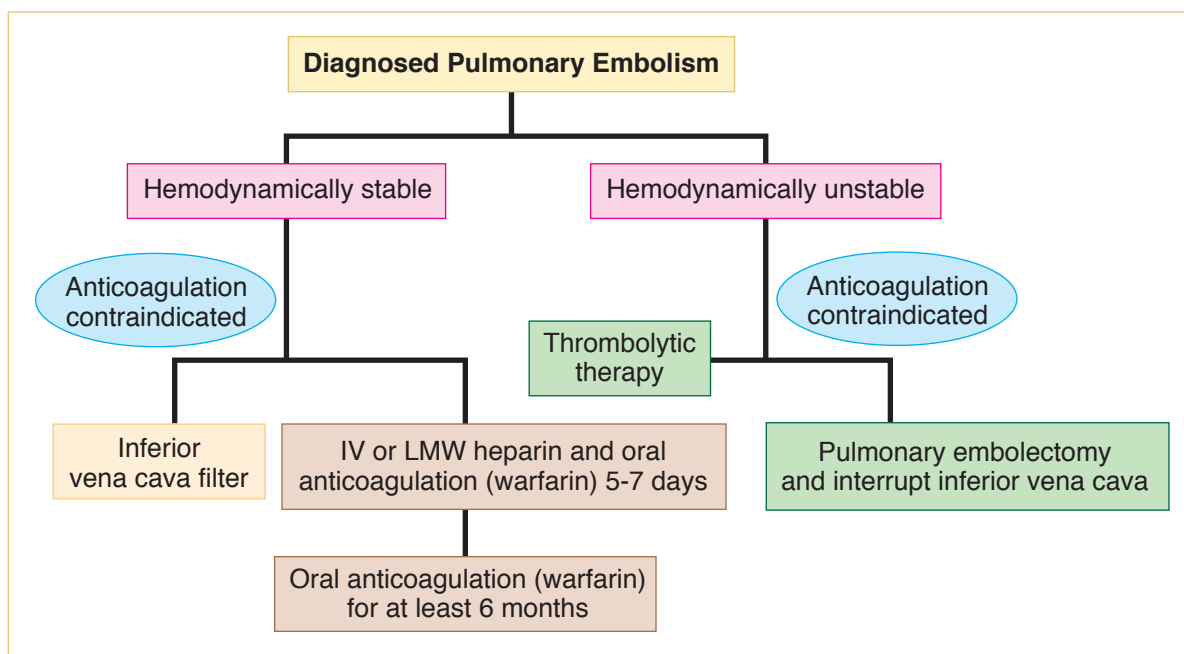 Diagnosed Pulmonary Embolism
Hemodynamically stable
Hemodynamically unstable
Anticoagulation
contraindicated
Anticoagulation
contraindicated
Thrombolytic
therapy
Inferior
vena cava filter
IV or LMW heparin and oral
anticoagulation (warfarin) 5-7 days
Pulmonary embolectomy
and interrupt inferior vena cava
Oral anticoagulation (warfarin)
for at least 6 months